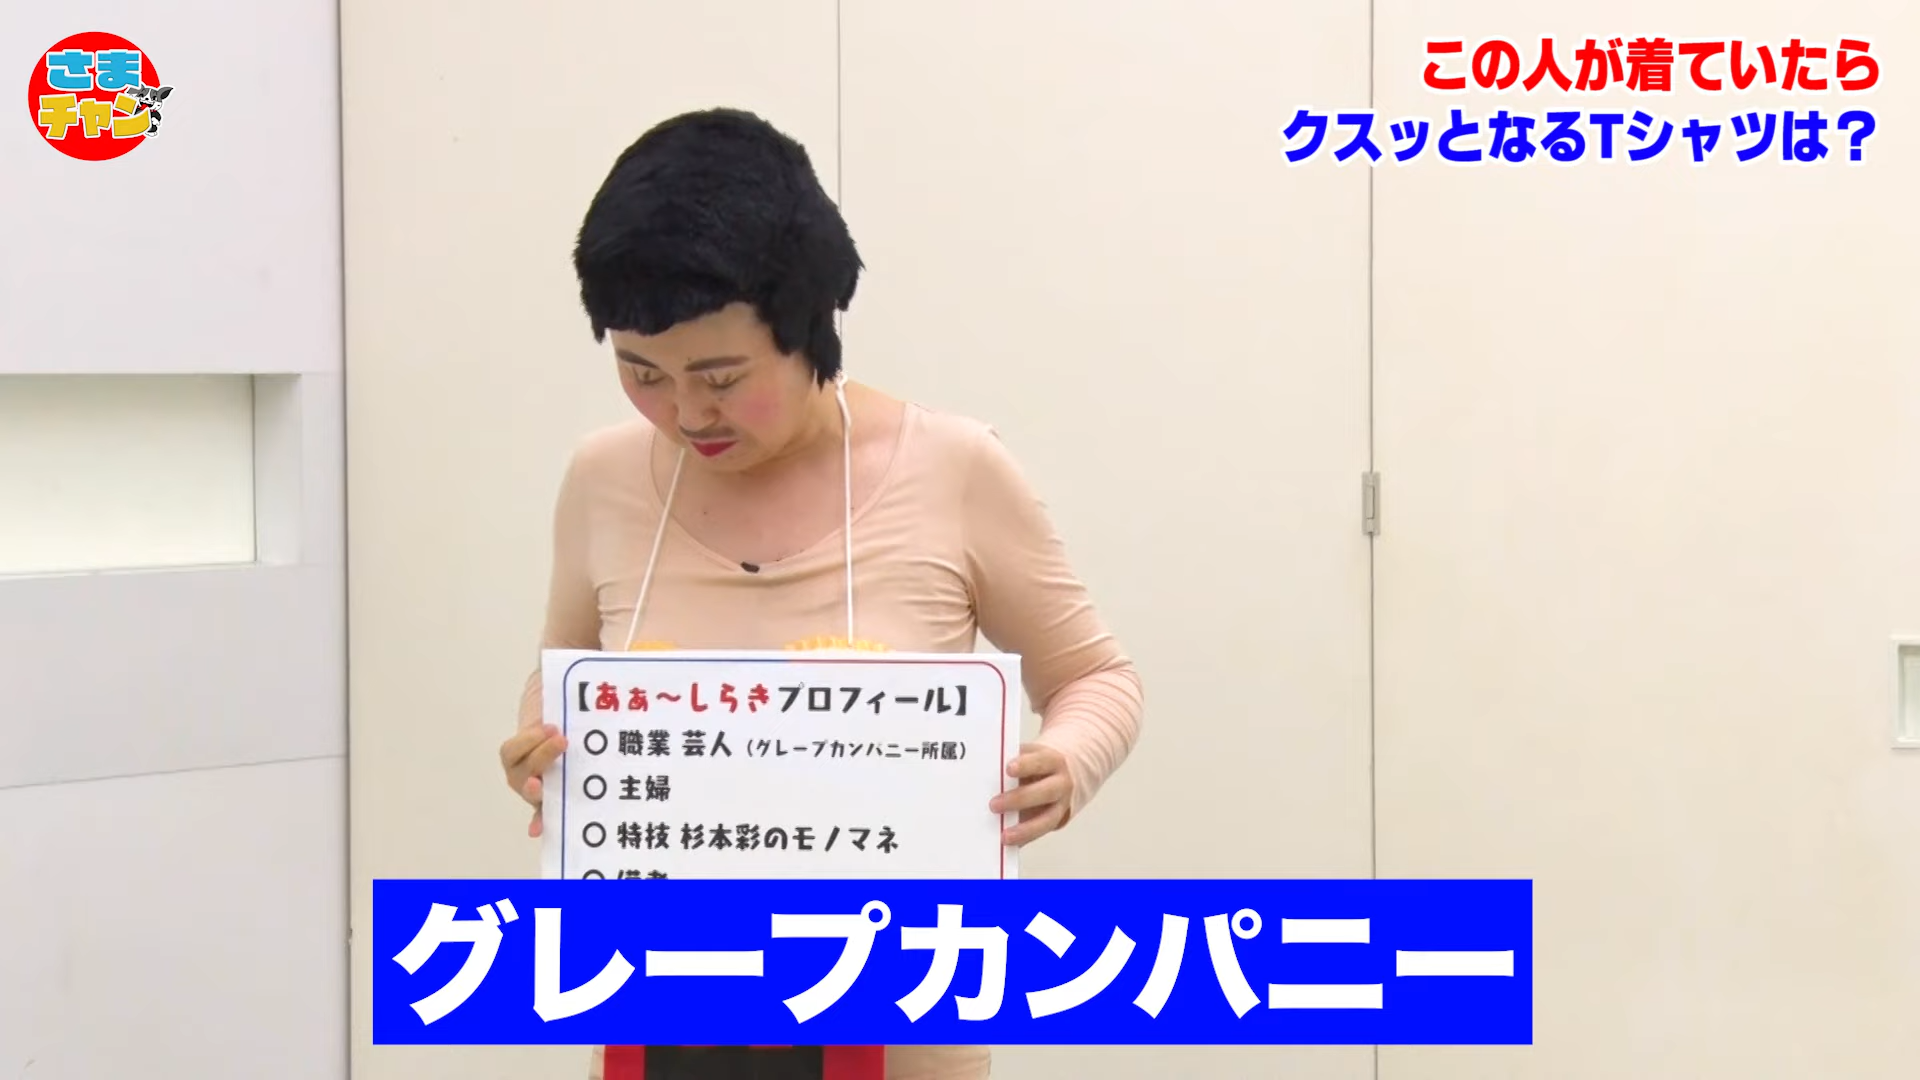 さま
チャン
この人が着ていたら
クスッとなるTシャツは？
【あぁ〜しらきプロフィール】
〇 職業 芸人（グレープカンパニー所属）
〇 主婦
〇 特技 杉本彩のモノマネ
グレープカンパニー